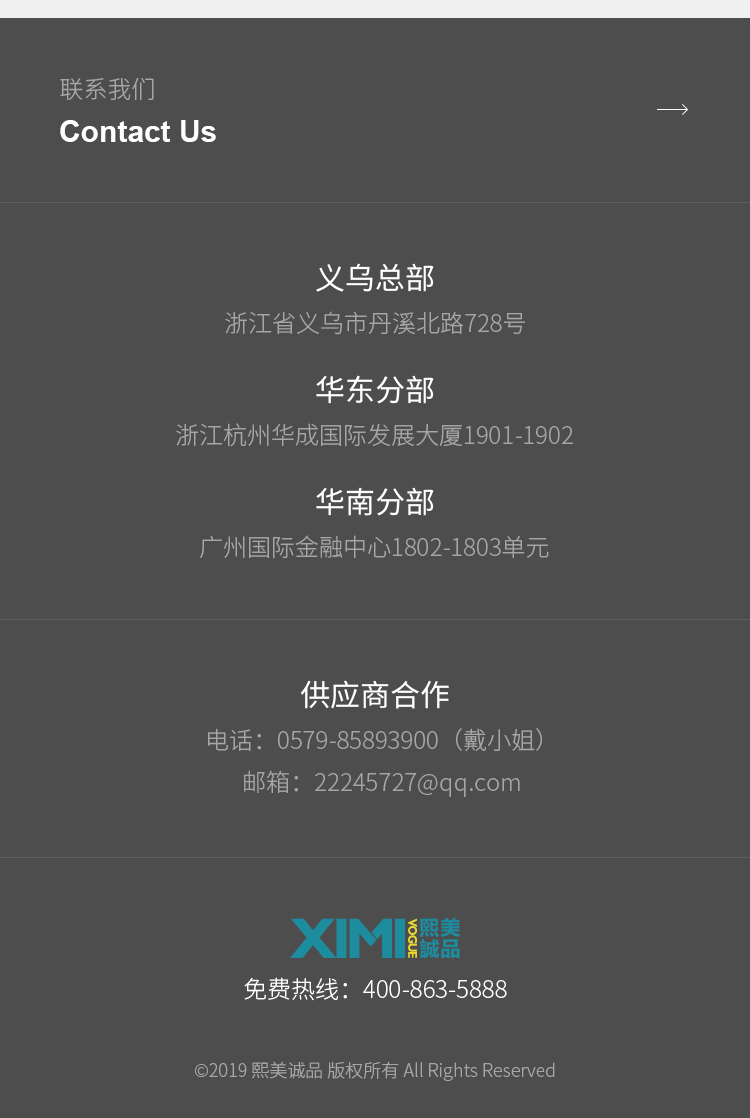 联系我们
Contact Us
义乌总部
浙江省义乌市丹溪北路728号
华东分部
浙江杭州华成国际发展大厦1901-1902
华南分部
广州国际金融中心1802-1803单元
供应商合作
电话：0579-85893900（戴小姐）
邮箱：22245727@qq.com
XIMI VOGUE 熙美誠品
免费热线：400-863-5888
©2019 熙美诚品 版权所有 All Rights Reserved